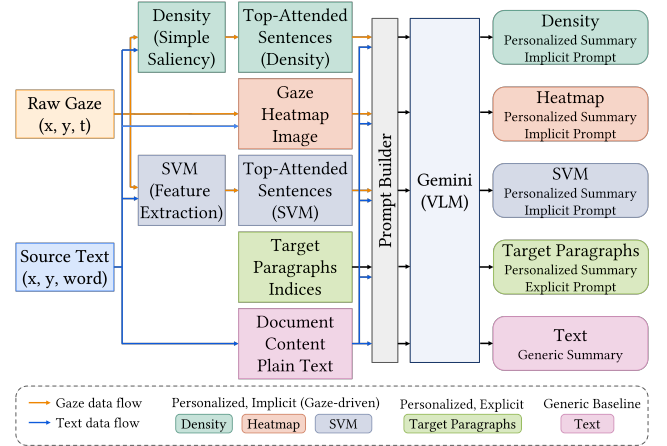 Density
(Simple
Saliency)
Top-Attended
Sentences
(Density)
Density
Personalized Summary
Implicit Prompt
Raw Gaze
(x, y, t)
Gaze
Heatmap
Image
Heatmap
Personalized Summary
Implicit Prompt
SVM
(Feature
Extraction)
Top-Attended
Sentences
(SVM)
Prompt Builder
Gemini
(VLM)
SVM
Personalized Summary
Implicit Prompt
Source Text
(x, y, word)
Target
Paragraphs
Indices
Target Paragraphs
Personalized Summary
Explicit Prompt
Document
Content
Plain Text
Text
Generic Summary
Gaze data flow
Text data flow
Personalized, Implicit (Gaze-driven)
Density
Heatmap
SVM
Personalized, Explicit
Target Paragraphs
Generic Baseline
Text